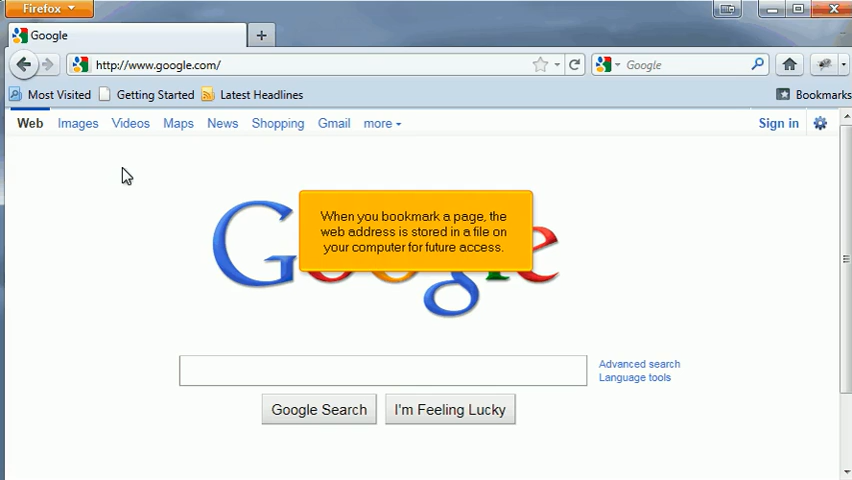 Firefox
Google
http://www.google.com/
Google
Most Visited Getting Started Latest Headlines Bookmarks
Web Images Videos Maps News Shopping Gmail more Sign in
When you bookmark a page, the
web address is stored in a file on
your computer for future access.
Advanced search
Language tools
Google Search I'm Feeling Lucky